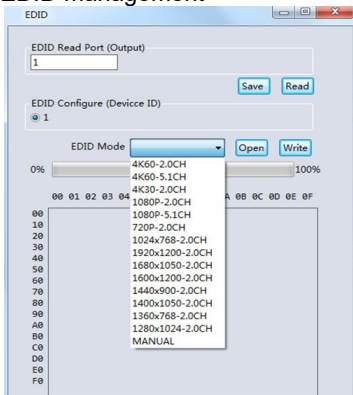 EDID Management
EDID
EDID Read Port (Output)
1
Save Read
EDID Configure (Devicce ID)
1
EDID Mode Open Write
0% 100%
4K60-2.0CH
4K60-5.1CH
4K30-2.0CH
1080P-2.0CH
1080P-5.1CH
720P-2.0CH
1024x768-2.0CH
1920x1200-2.0CH
1680x1050-2.0CH
1600x1200-2.0CH
1440x900-2.0CH
1400x1050-2.0CH
1360x768-2.0CH
1280x1024-2.0CH
MANUAL
00 01 02 03 04 A 0B 0C 0D 0E 0F
00
10
20
30
40
50
60
70
80
90
A0
B0
C0
D0
E0
F0